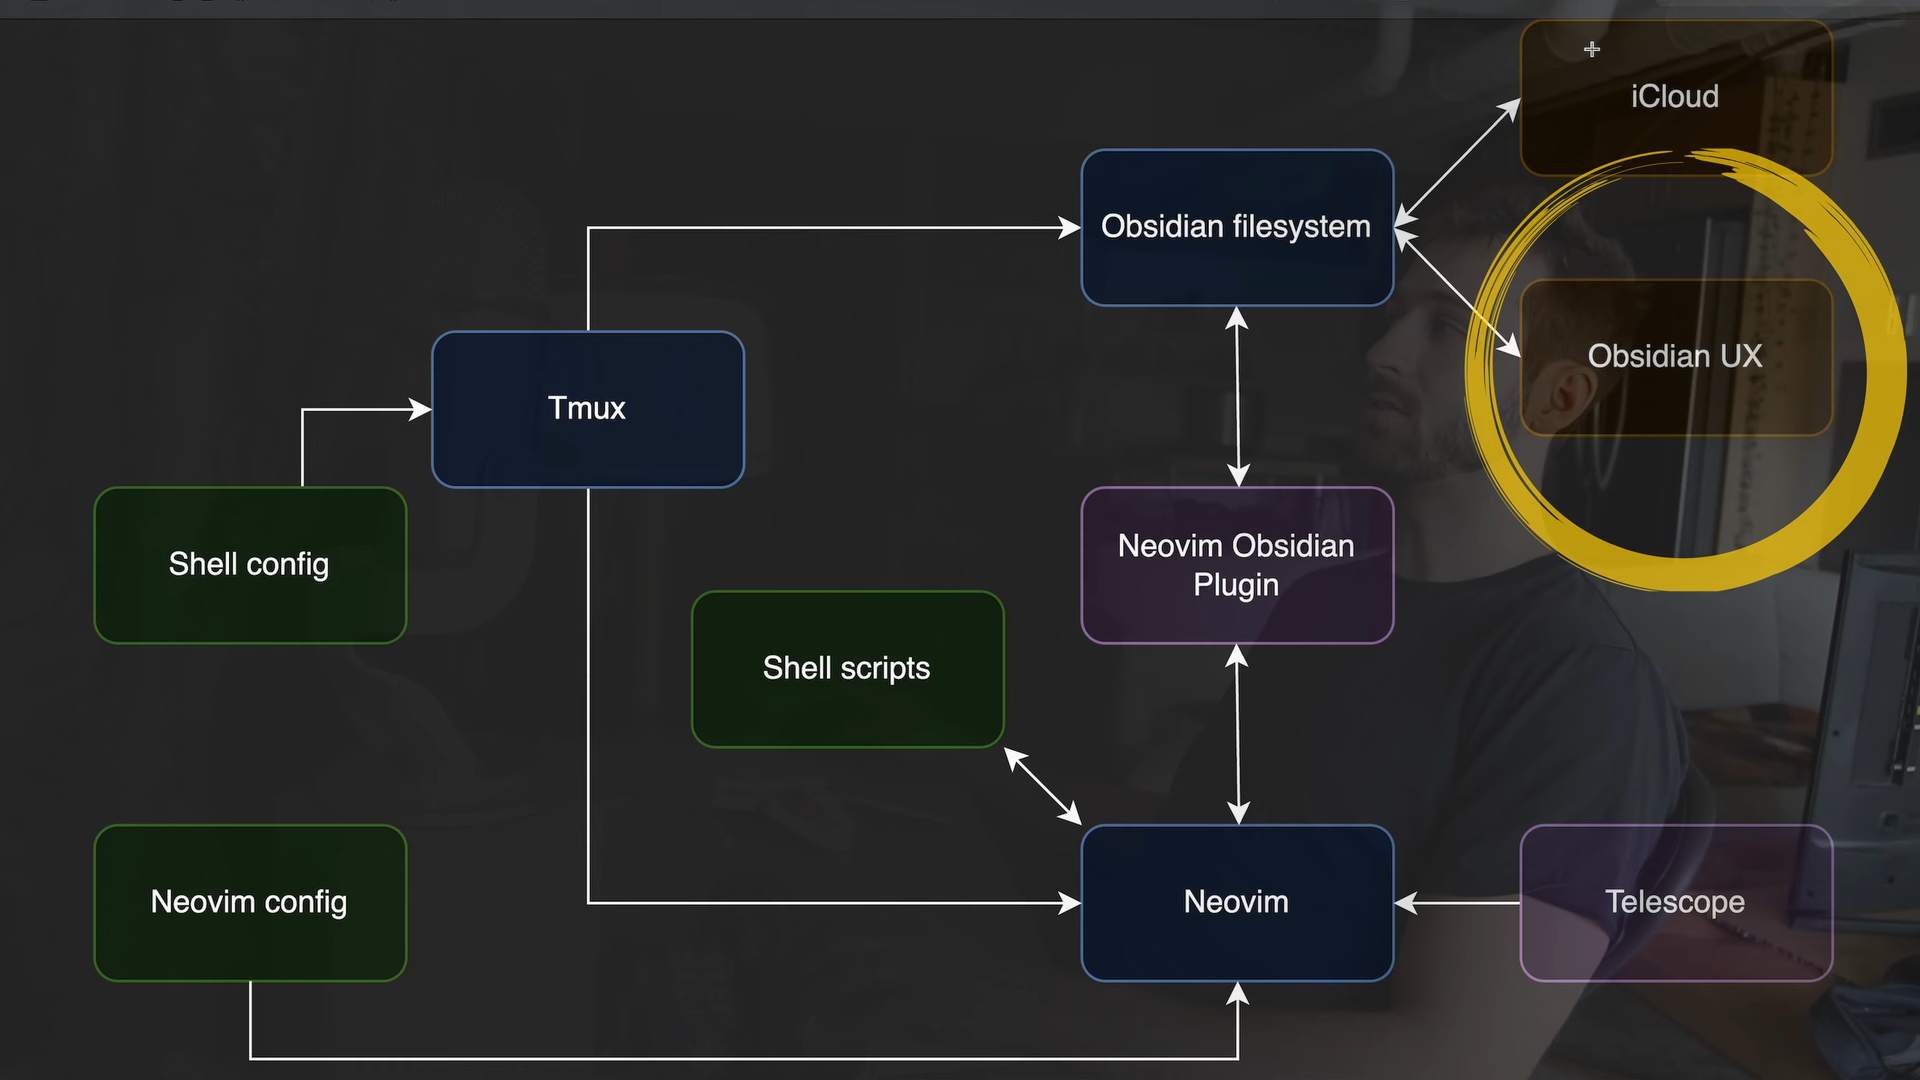 iCloud
Obsidian filesystem
Obsidian UX
Tmux
Shell config
Neovim Obsidian
Plugin
Shell scripts
Neovim config
Neovim
Telescope